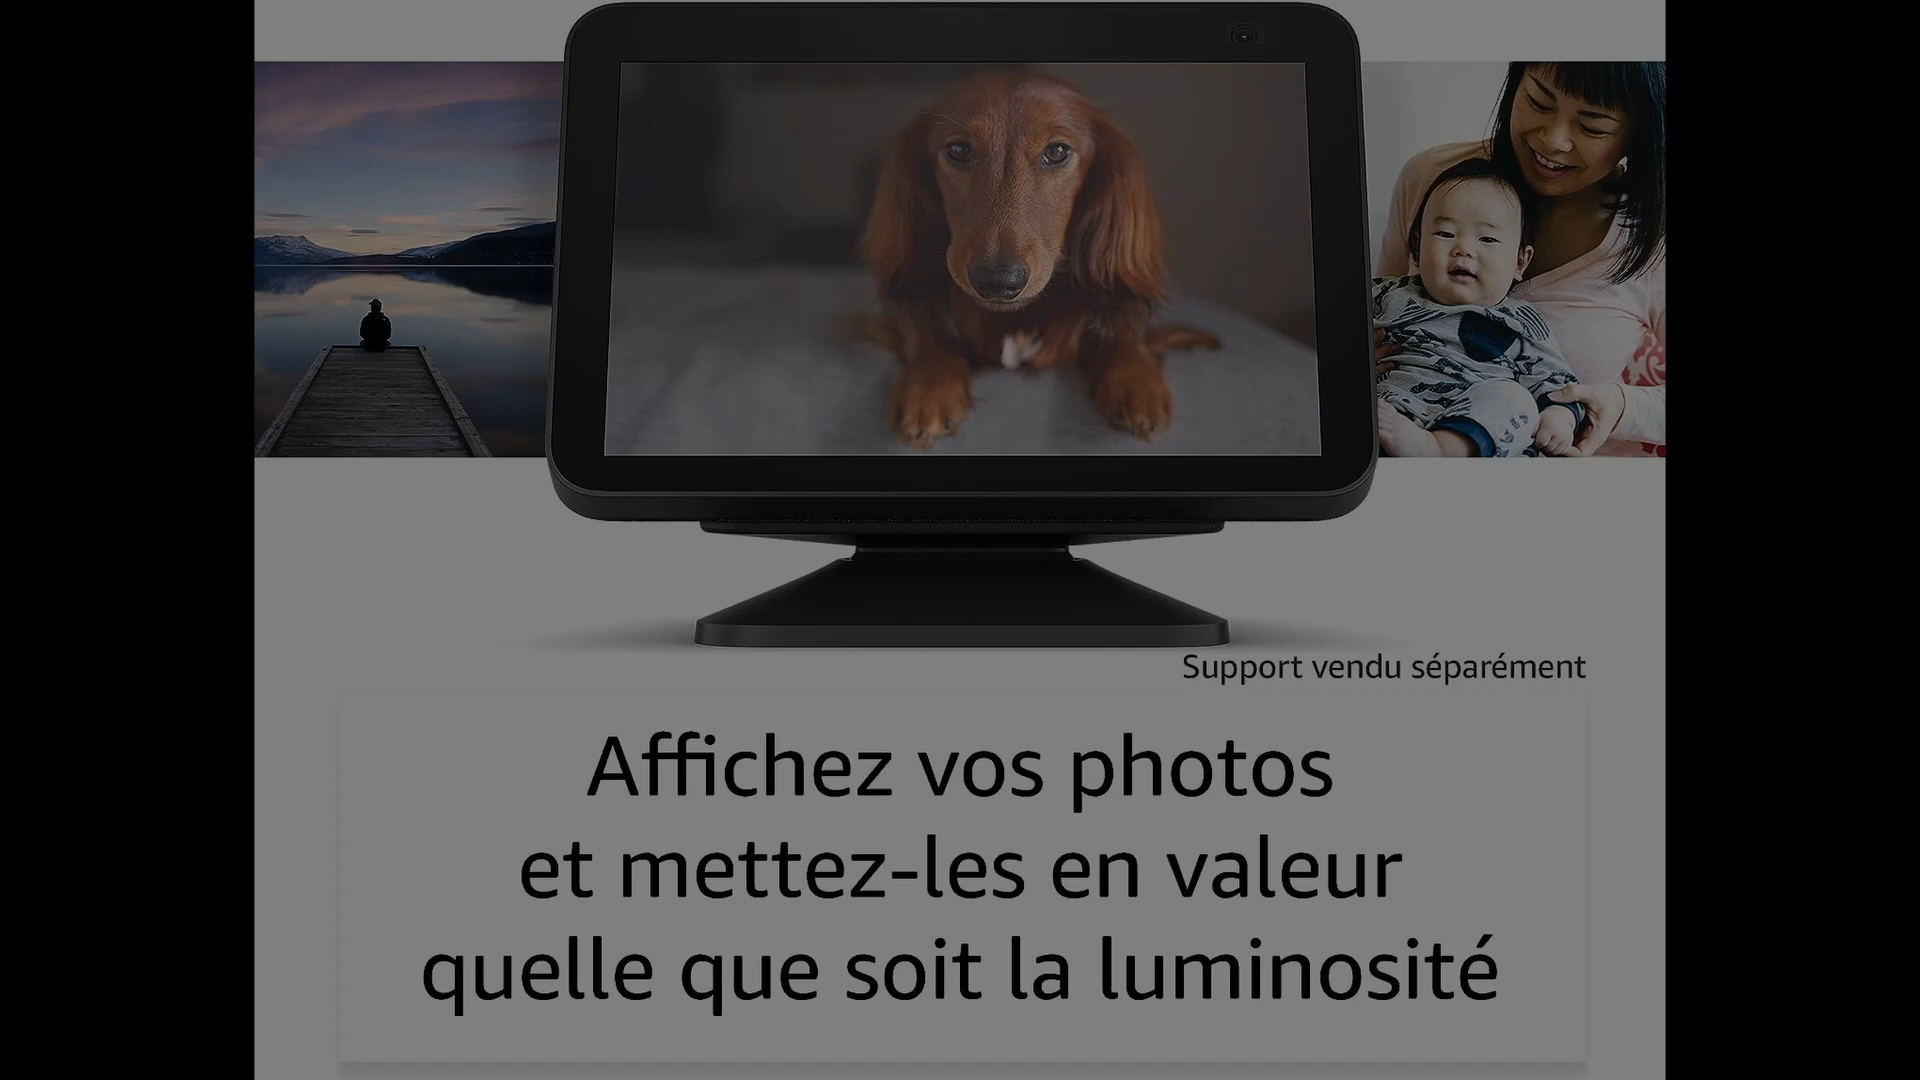 Support vendu séparément
Affichez vos photos
et mettez-les en valeur
quelle que soit la luminosité